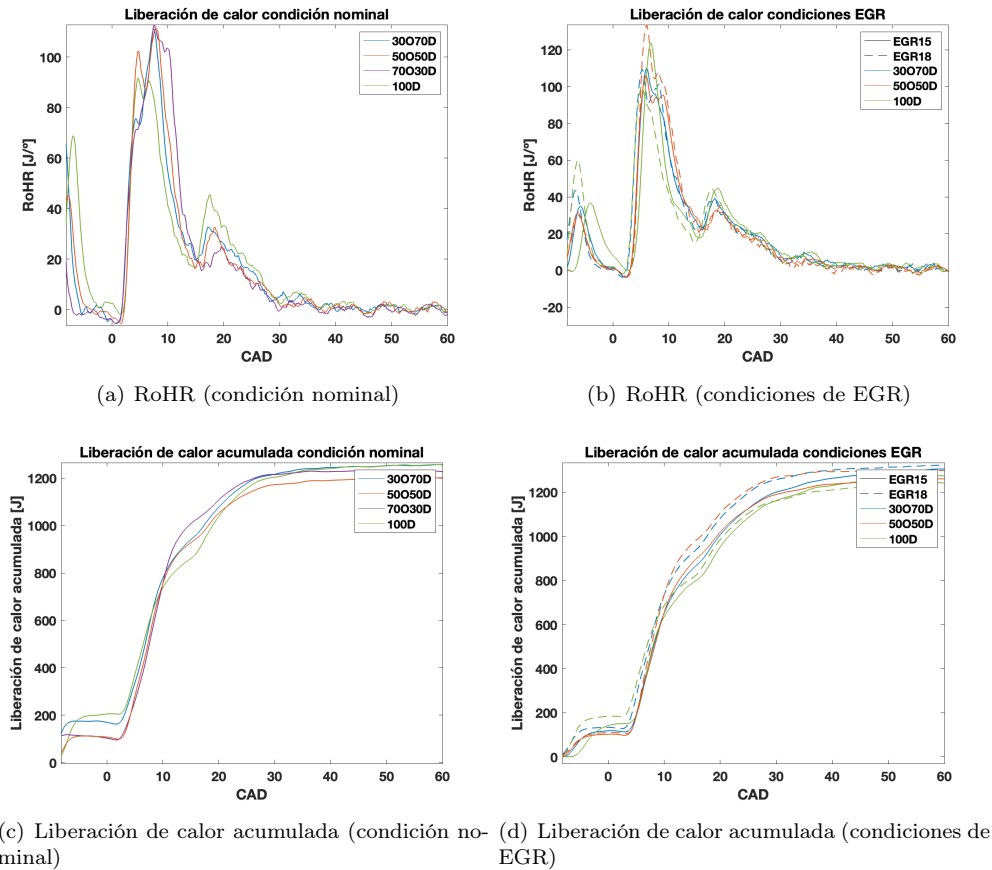 Liberación de calor condición nominal
RoHR [J/º]
100
80
60
40
20
0
0
10
20
30
40
50
60
CAD
30O70D
50O50D
70O30D
100D
(a) RoHR (condición nominal)
Liberación de calor condiciones EGR
RoHR [J/º]
120
100
80
60
40
20
0
-20
0
10
20
30
40
50
60
CAD
EGR15
EGR18
30O70D
50O50D
100D
(b) RoHR (condiciones de EGR)
Liberación de calor acumulada condición nominal
Liberación de calor acumulada [J]
1200
1000
800
600
400
200
0
0
10
20
30
40
50
60
CAD
30O70D
50O50D
70O30D
100D
(c) Liberación de calor acumulada (condición no-
minal)
Liberación de calor acumulada condiciones EGR
Liberación de calor acumulada [J]
1200
1000
800
600
400
200
0
0
10
20
30
40
50
60
CAD
EGR15
EGR18
30O70D
50O50D
100D
(d) Liberación de calor acumulada (condiciones de
EGR)